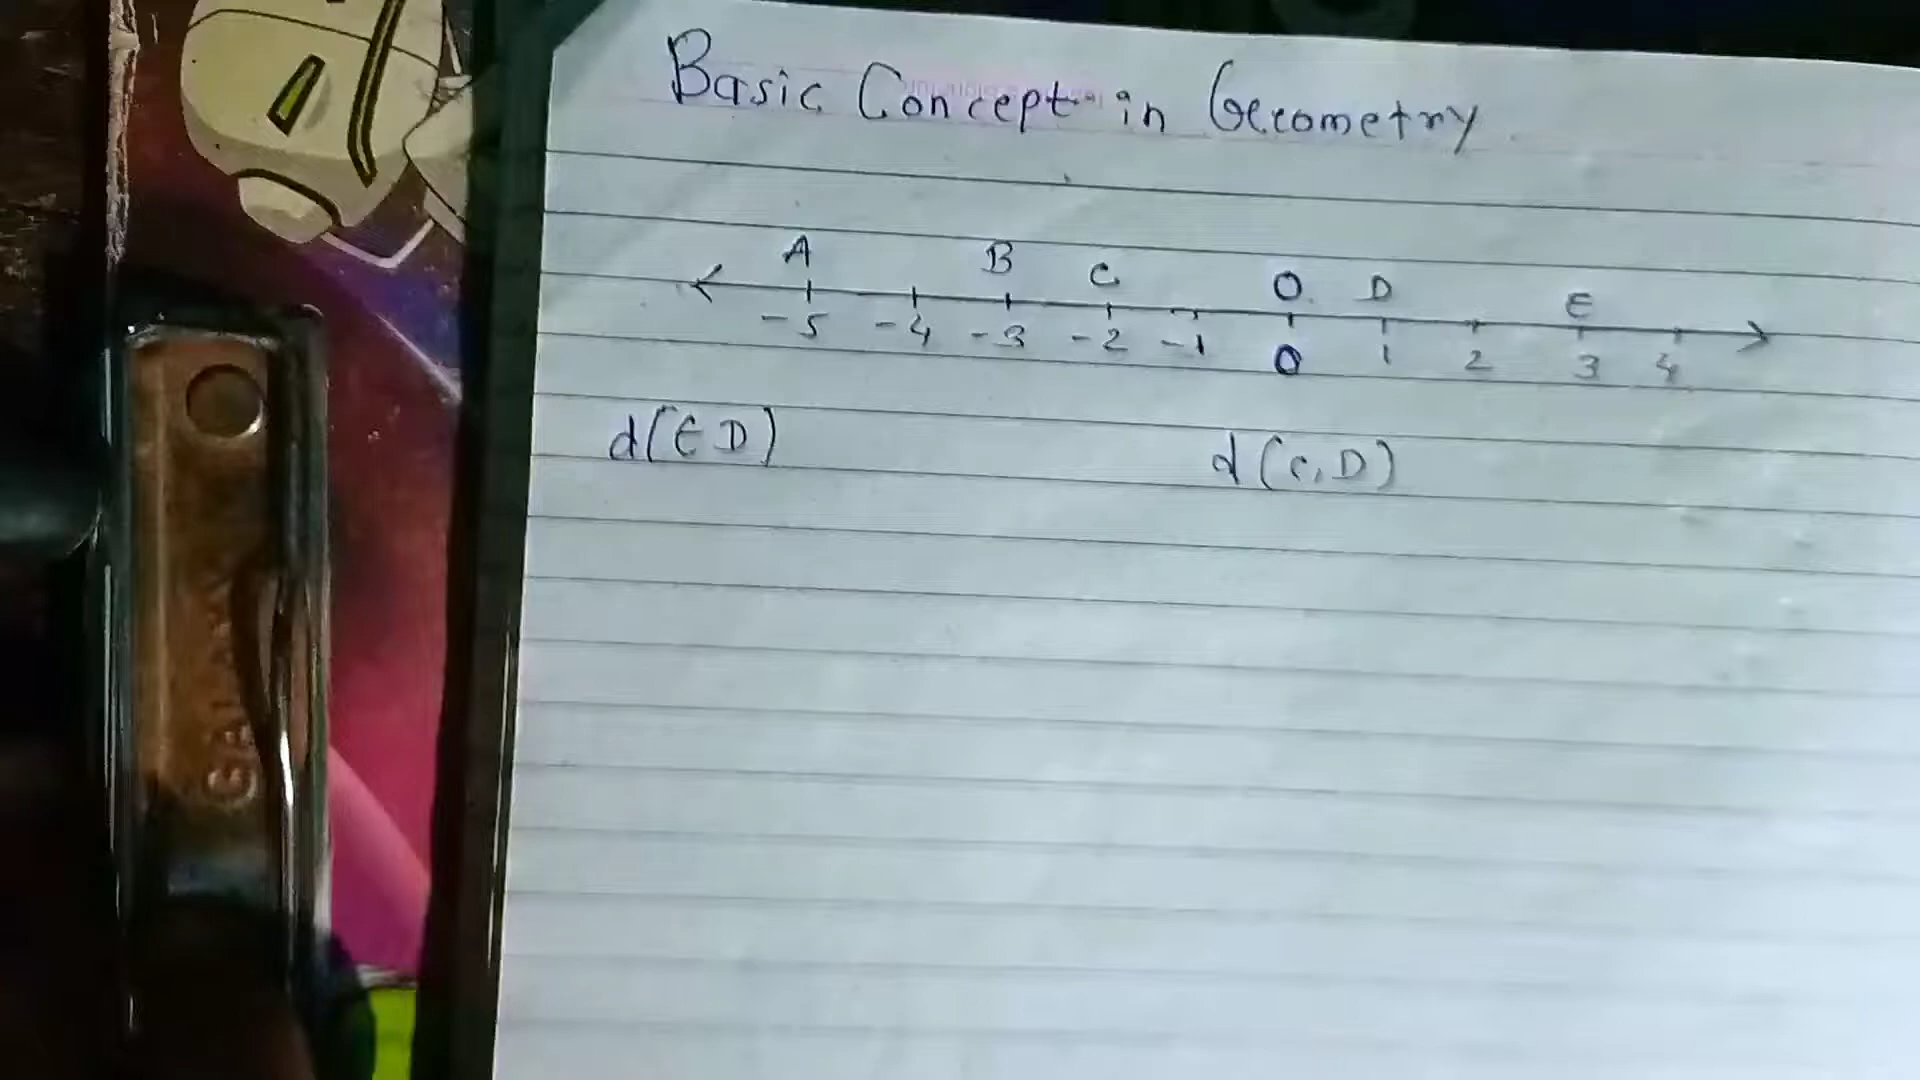 Basic Concept in Geometry
A B C O D E
-5 -4 -3 -2 -1 0 1 2 3 4
d(E D) d(C, D)